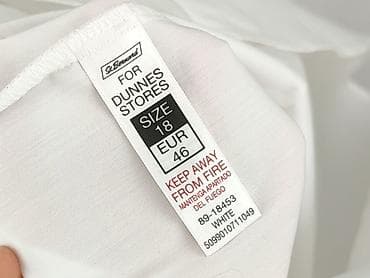 St. Bernard
FOR
DUNNES
STORES
SIZE
18
EUR
46
KEEP AWAY
FROM FIRE
MANTENGA APARTADO
DEL FUEGO
89-18453
WHITE
5099010711049